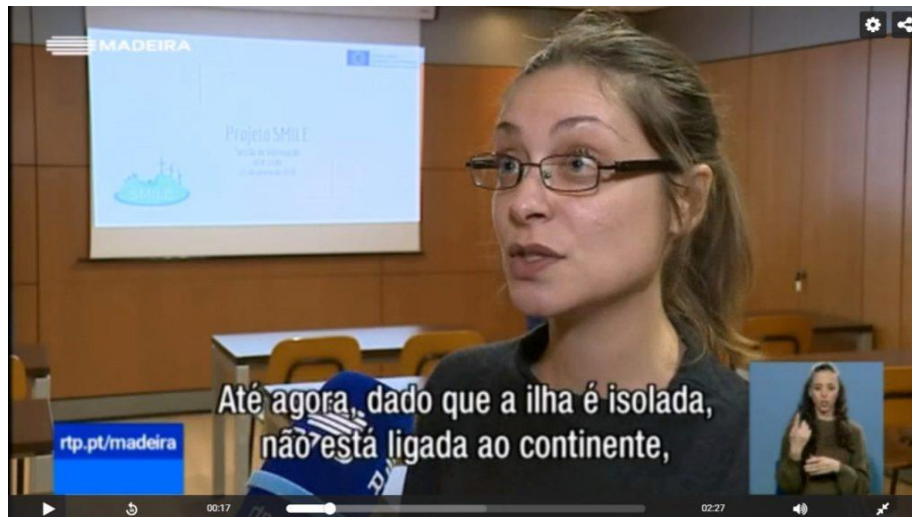 MADEIRA
Projeto SMILE
SMILE
Até agora, dado que a ilha é isolada,
não está ligada ao continente,
rtp.pt/madeira
00:17
02:27